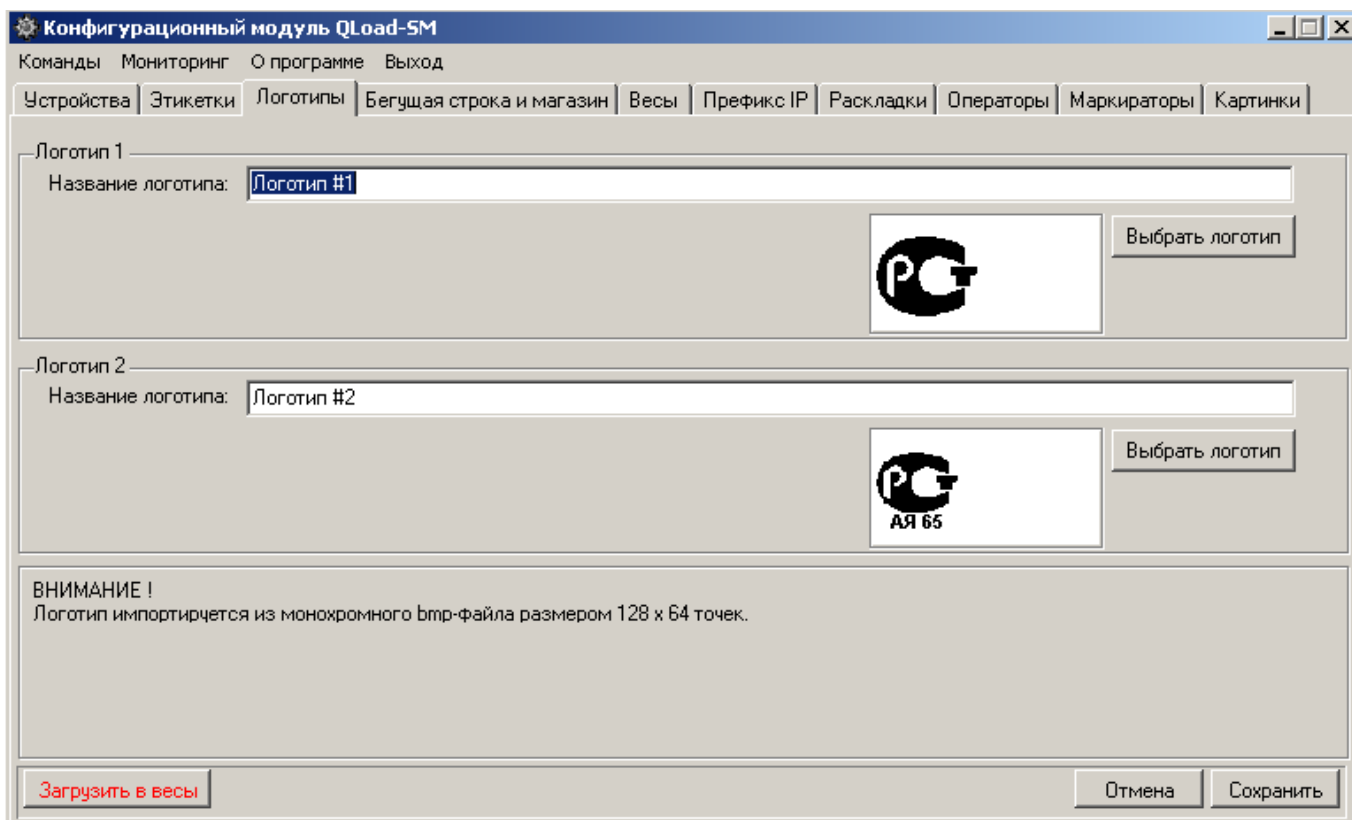 Конфигурационный модуль QLoad-SM
Команды Мониторинг О программе Выход
Устройства Этикетки Логотипы Бегущая строка и магазин Весы Префикс IP Раскладки Операторы Маркираторы Картинки
Логотип 1
Название логотипа: Логотип #1
РСТ Выбрать логотип
Логотип 2
Название логотипа: Логотип #2
РСТ Выбрать логотип
АЯ 65
ВНИМАНИЕ !
Логотип импортирчется из монохромного bmp-файла размером 128 x 64 точек.
Загрузить в весы Отмена Сохранить